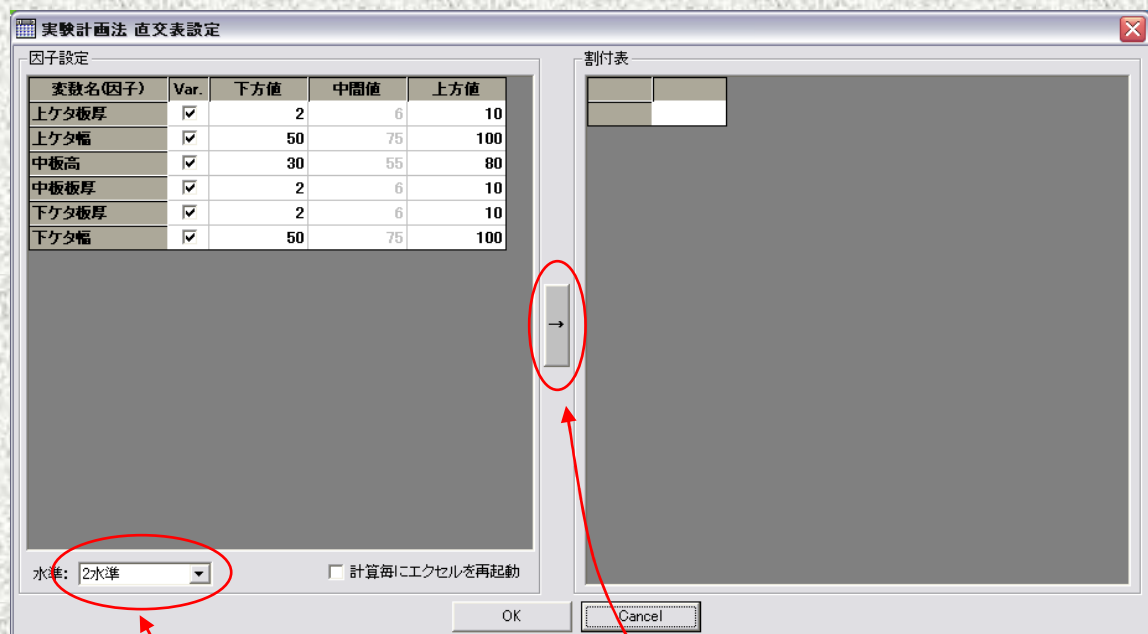 実験計画法 直交表設定
因子設定
変数名(因子) Var. 下方値 中間値 上方値
上ケタ板厚 2 6 10
上ケタ幅 50 75 100
中板高 30 55 80
中板板厚 2 6 10
下ケタ板厚 2 6 10
下ケタ幅 50 75 100
水準: 2水準
計算毎にエクセルを再起動
→
割付表
OK
Cancel